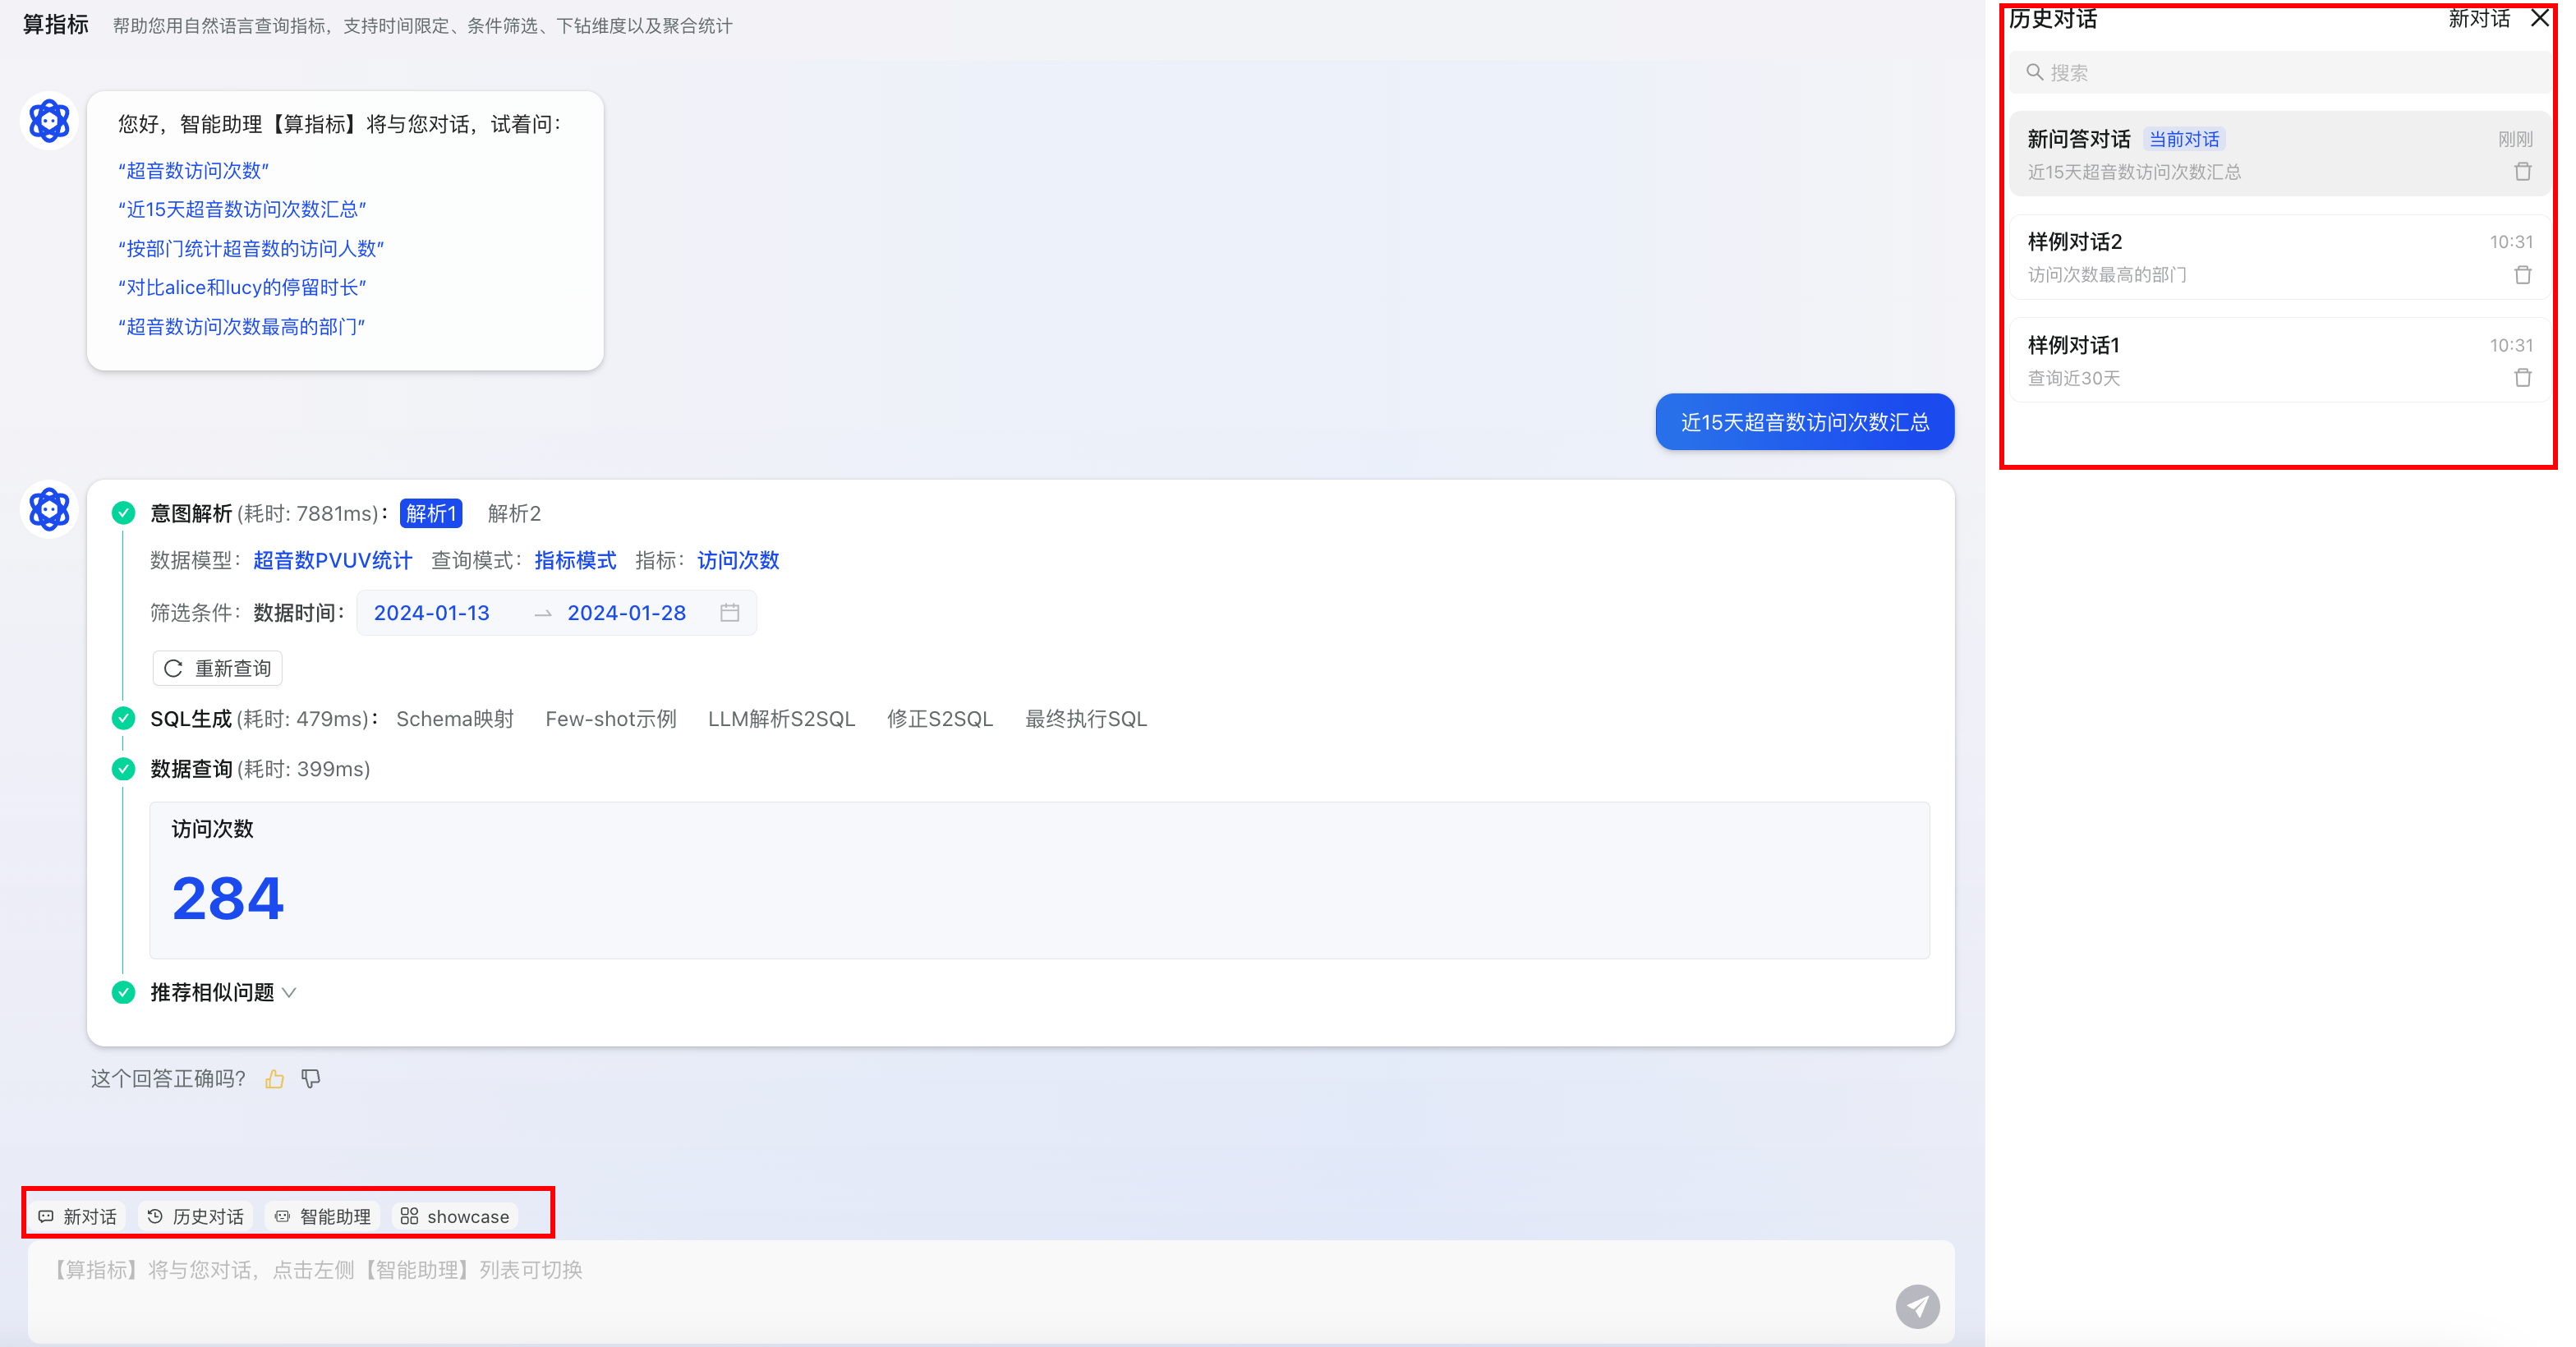 算指标 帮助您用自然语言查询指标，支持时间限定、条件筛选、下钻维度以及聚合统计
您好，智能助理【算指标】将与您对话，试着问：
“超音数访问次数”
“近15天超音数访问次数汇总”
“按部门统计超音数的访问人数”
“对比alice和lucy的停留时长”
“超音数访问次数最高的部门”
近15天超音数访问次数汇总
意图解析(耗时: 7881ms)： 解析1 解析2
数据模型： 超音数PVUV统计 查询模式： 指标模式 指标： 访问次数
筛选条件： 数据时间： 2024-01-13 → 2024-01-28
重新查询
SQL生成(耗时: 479ms)： Schema映射 Few-shot示例 LLM解析S2SQL 修正S2SQL 最终执行SQL
数据查询(耗时: 399ms)
访问次数
284
推荐相似问题
这个回答正确吗?
新对话 历史对话 智能助理 showcase
【算指标】将与您对话，点击左侧【智能助理】列表可切换
历史对话 新对话
搜索
新问答对话 当前对话 刚刚
近15天超音数访问次数汇总
样例对话2 10:31
访问次数最高的部门
样例对话1 10:31
查询近30天